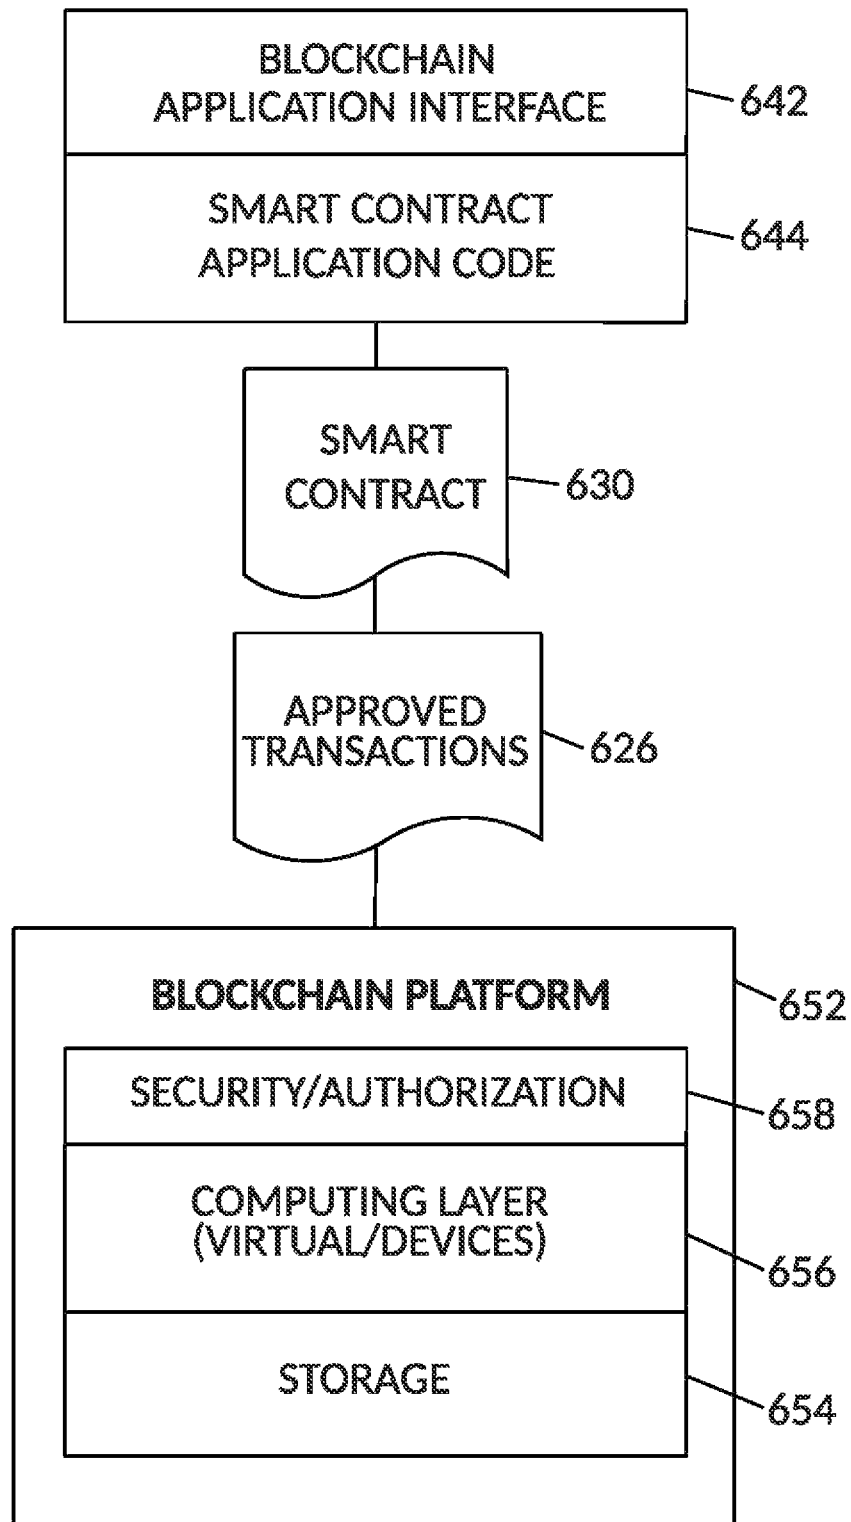 BLOCKCHAIN
APPLICATION INTERFACE
642
SMART CONTRACT
APPLICATION CODE
644
SMART
CONTRACT
630
APPROVED
TRANSACTIONS
626
BLOCKCHAIN PLATFORM
652
SECURITY/AUTHORIZATION
658
COMPUTING LAYER
(VIRTUAL/DEVICES)
656
STORAGE
654